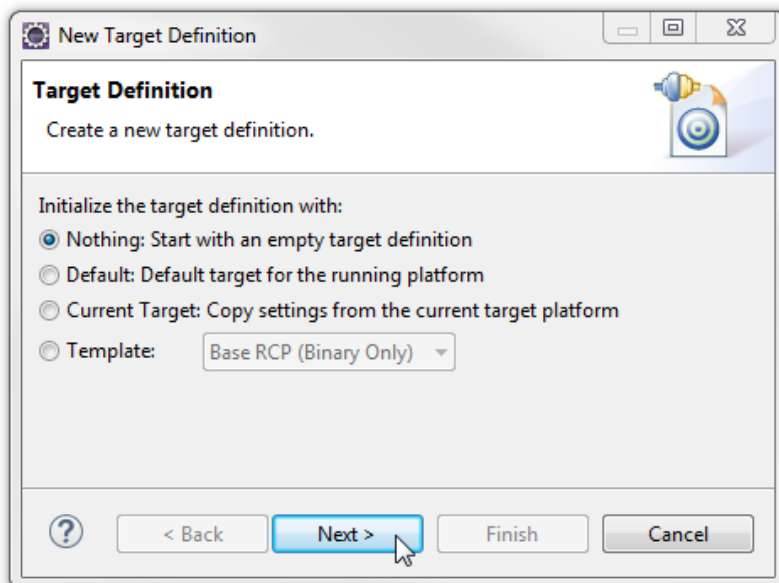 New Target Definition
Target Definition
Create a new target definition.
Initialize the target definition with:
Nothing: Start with an empty target definition
Default: Default target for the running platform
Current Target: Copy settings from the current target platform
Template: Base RCP (Binary Only)
? < Back Next > Finish Cancel